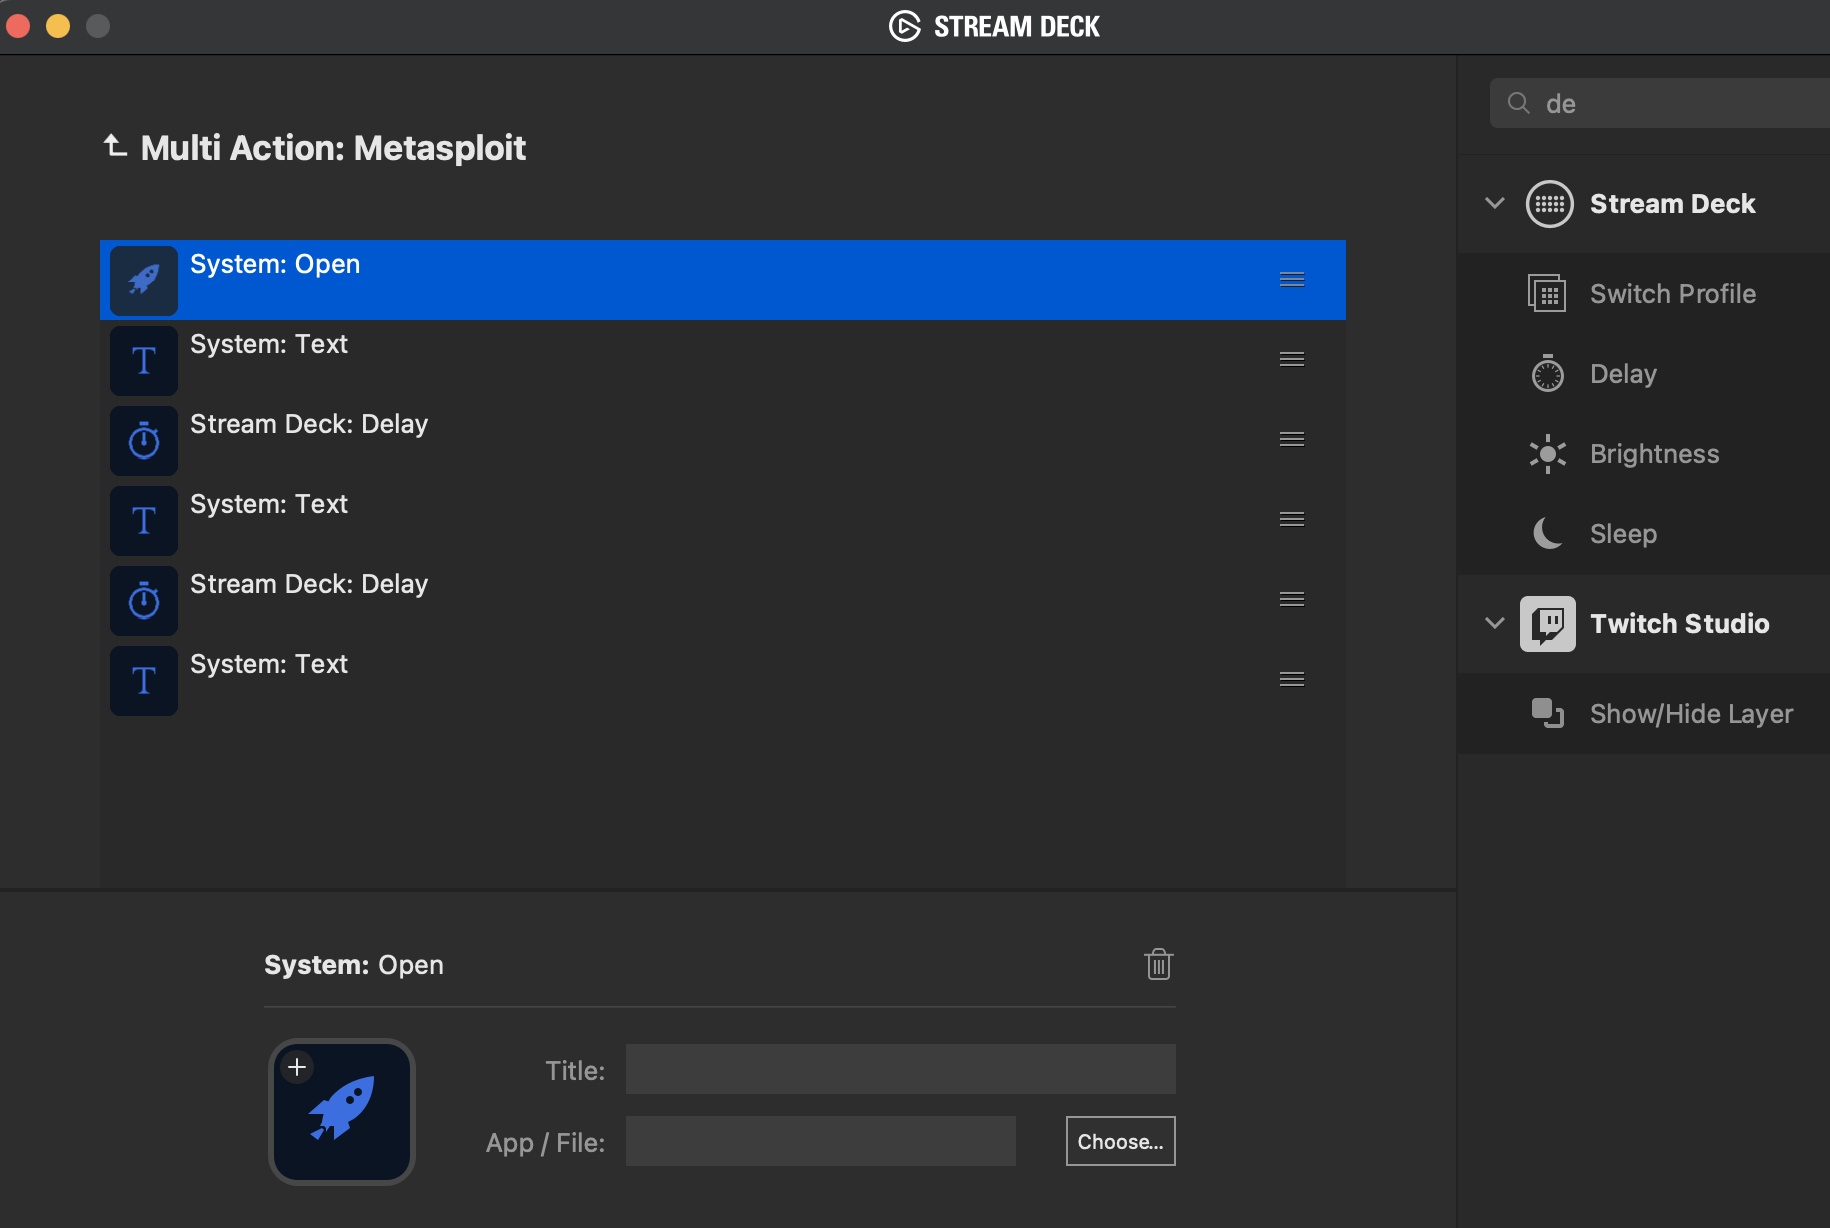 STREAM DECK
Multi Action: Metasploit
System: Open
System: Text
Stream Deck: Delay
System: Text
Stream Deck: Delay
System: Text
System: Open
Title:
App / File:
Choose...
de
Stream Deck
Switch Profile
Delay
Brightness
Sleep
Twitch Studio
Show/Hide Layer